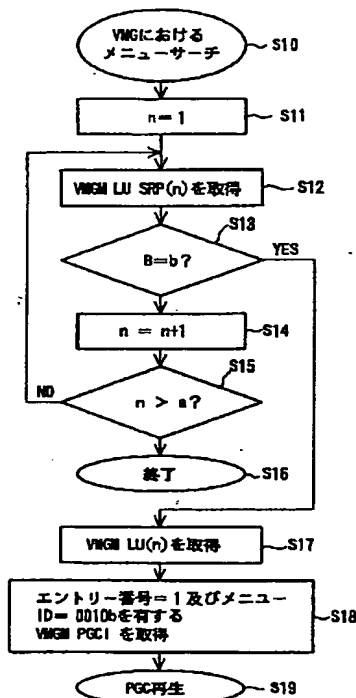 VMGにおける
メニューサーチ
S10
n=1
S11
VMGM LU SRP(n)を取得
S12
S13
B=b?
YES
n = n+1
S14
S15
NO
n > a?
終了
S16
VMGM LU(n)を取得
S17
エントリー番号=1 及びメニュー
ID= 0010bを有する
VMGM PGCI を取得
S18
PGC再生
S19